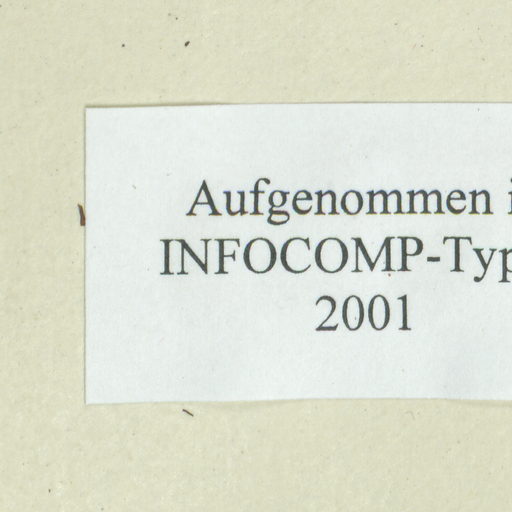 Aufgenommen i
INFOCOMP-Typ
2001